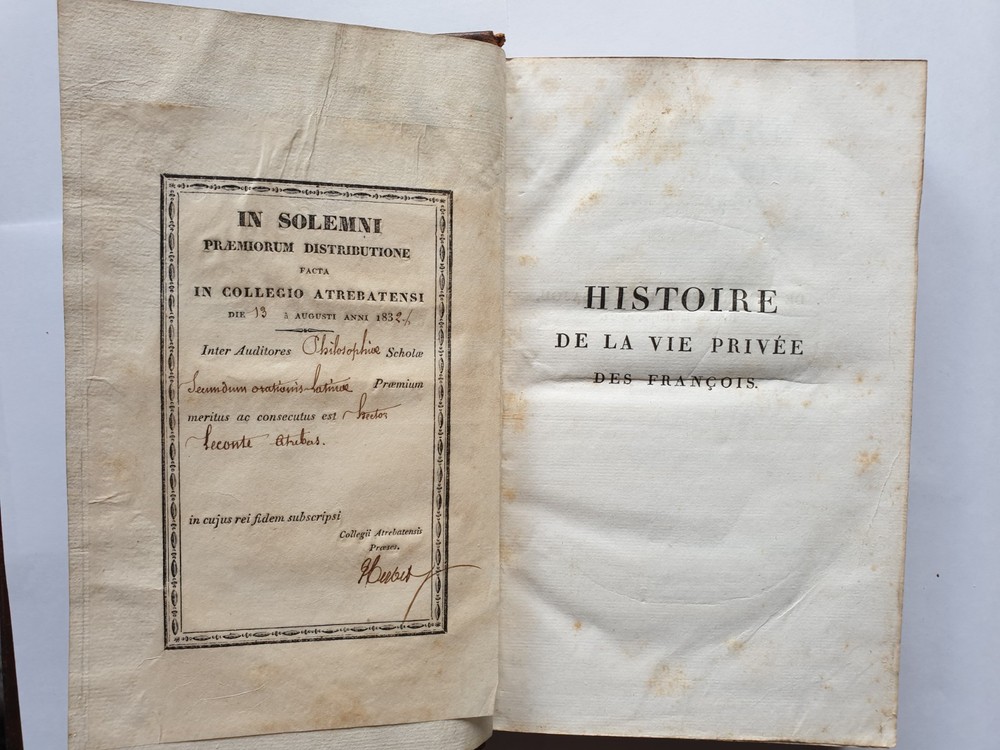 IN SOLEMNI
PRÆMIORUM DISTRIBUTIONE
FACTA
IN COLLEGIO ATREBATENSI
DIE 13 â AUGUSTI ANNI 1832
Inter Auditores Philosophiæ Scholæ
Secundum orationis latinæ Præmium
meritus ac consecutus est hector
Leconte atrebas.
in cujus rei fidem subscripsi
Collegii Atrebatensis
Præses.
HISTOIRE
DE LA VIE PRIVÉE
DES FRANÇOIS.